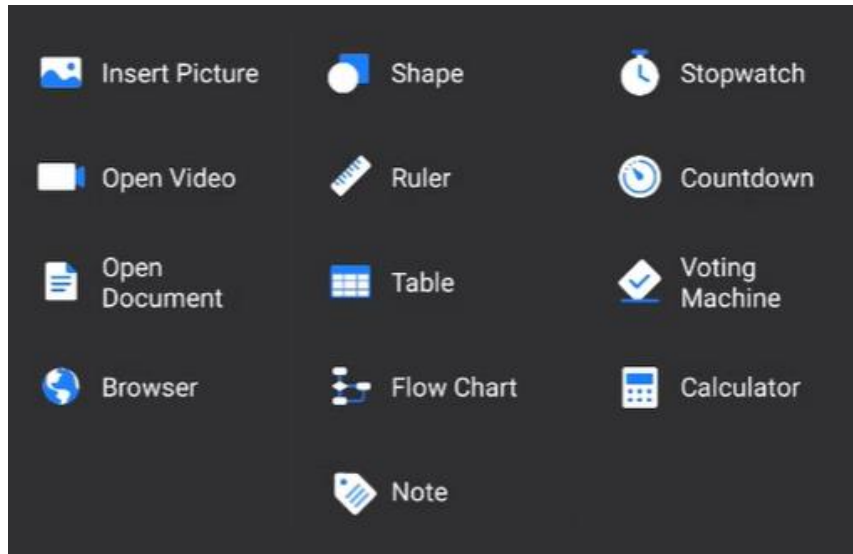 Insert Picture
Open Video
Open
Document
Browser
Shape
Ruler
Table
Flow Chart
Note
Stopwatch
Countdown
Voting
Machine
Calculator